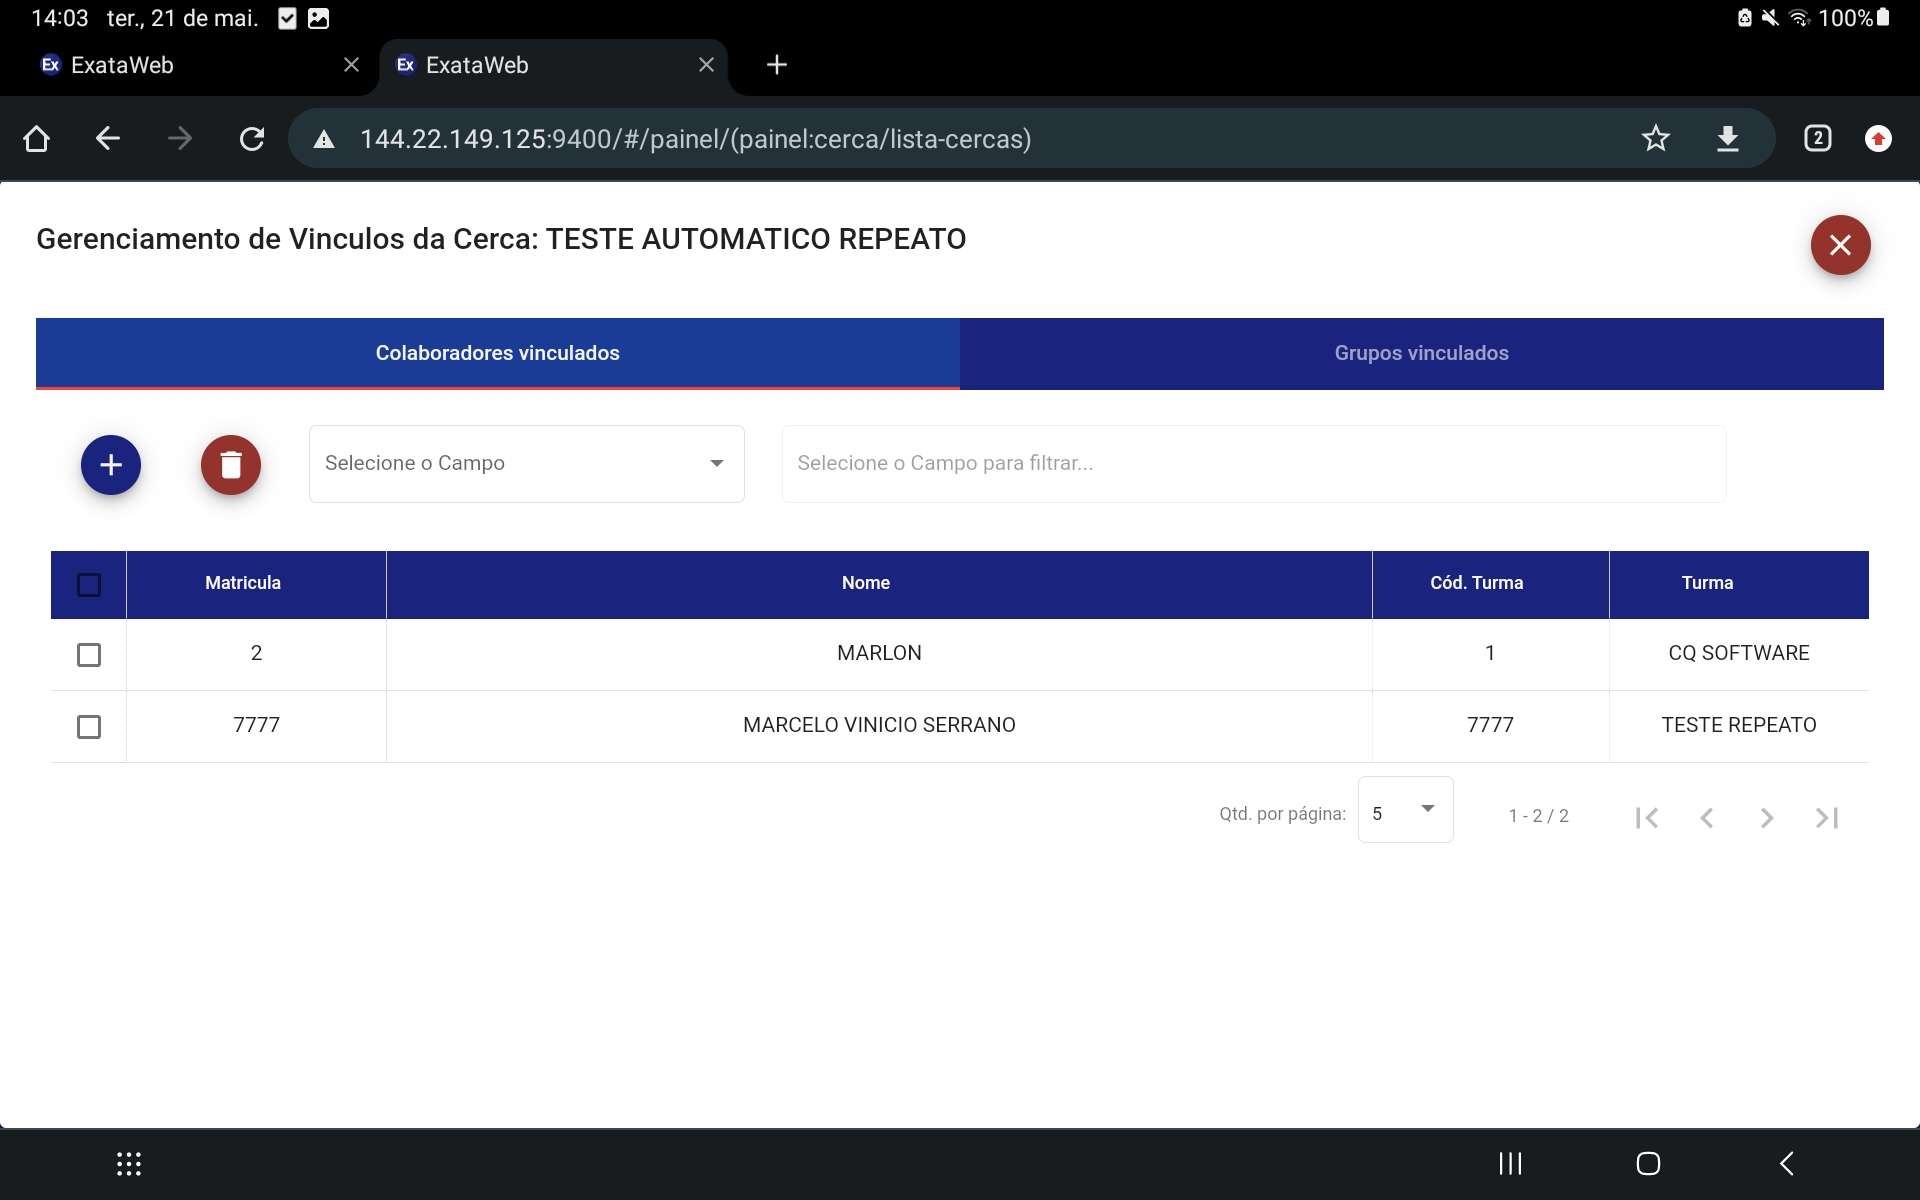 14:03 ter., 21 de mai. 100%
Ex ExataWeb Ex ExataWeb
144.22.149.125:9400/#/painel/(painel:cerca/lista-cercas) 2
Gerenciamento de Vinculos da Cerca: TESTE AUTOMATICO REPEATO
Colaboradores vinculados Grupos vinculados
Selecione o Campo Selecione o Campo para filtrar...
Matricula Nome Cód. Turma Turma
2 MARLON 1 CQ SOFTWARE
7777 MARCELO VINICIO SERRANO 7777 TESTE REPEATO
Qtd. por página: 5 1 - 2 / 2